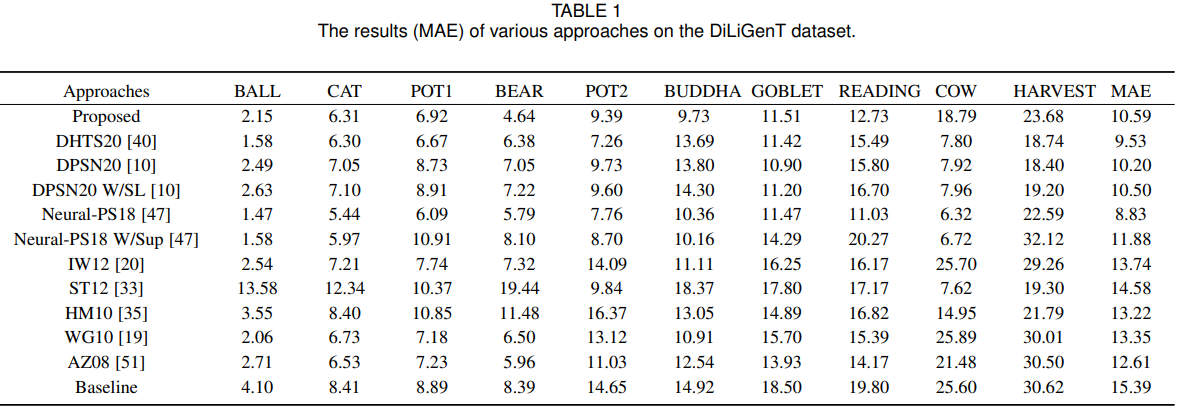 TABLE 1
The results (MAE) of various approaches on the DiLiGenT dataset.
Approaches BALL CAT POT1 BEAR POT2 BUDDHA GOBLET READING COW HARVEST MAE
Proposed 2.15 6.31 6.92 4.64 9.39 9.73 11.51 12.73 18.79 23.68 10.59
DHTS20 [40] 1.58 6.30 6.67 6.38 7.26 13.69 11.42 15.49 7.80 18.74 9.53
DPSN20 [10] 2.49 7.05 8.73 7.05 9.73 13.80 10.90 15.80 7.92 18.40 10.20
DPSN20 W/SL [10] 2.63 7.10 8.91 7.22 9.60 14.30 11.20 16.70 7.96 19.20 10.50
Neural-PS18 [47] 1.47 5.44 6.09 5.79 7.76 10.36 11.47 11.03 6.32 22.59 8.83
Neural-PS18 W/Sup [47] 1.58 5.97 10.91 8.10 8.70 10.16 14.29 20.27 6.72 32.12 11.88
IW12 [20] 2.54 7.21 7.74 7.32 14.09 11.11 16.25 16.17 25.70 29.26 13.74
ST12 [33] 13.58 12.34 10.37 19.44 9.84 18.37 17.80 17.17 7.62 19.30 14.58
HM10 [35] 3.55 8.40 10.85 11.48 16.37 13.05 14.89 16.82 14.95 21.79 13.22
WG10 [19] 2.06 6.73 7.18 6.50 13.12 10.91 15.70 15.39 25.89 30.01 13.35
AZ08 [51] 2.71 6.53 7.23 5.96 11.03 12.54 13.93 14.17 21.48 30.50 12.61
Baseline 4.10 8.41 8.89 8.39 14.65 14.92 18.50 19.80 25.60 30.62 15.39